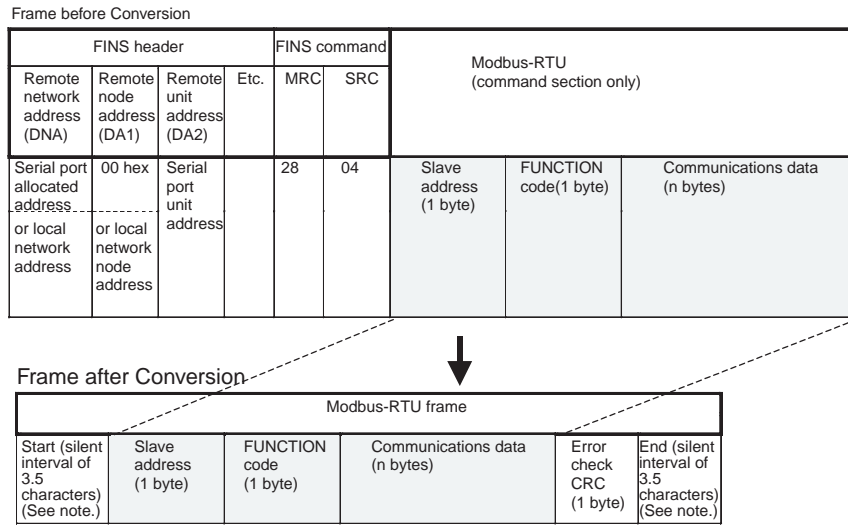 Frame before Conversion
FINS header
FINS command
Modbus-RTU
(command section only)
Remote
network
address
(DNA)
Remote
node
address
(DA1)
Remote
unit
address
(DA2)
Etc.
MRC
SRC
Serial port
allocated
address
or local
network
address
00 hex
or local
network
node
address
Serial
port
unit
address
28
04
Slave
address
(1 byte)
FUNCTION
code(1 byte)
Communications data
(n bytes)
Frame after Conversion
Modbus-RTU frame
Start (silent
interval of
3.5
characters)
(See note.)
Slave
address
(1 byte)
FUNCTION
code
(1 byte)
Communications data
(n bytes)
Error
check
CRC
(1 byte)
End (silent
interval of
3.5
characters)
(See note.)